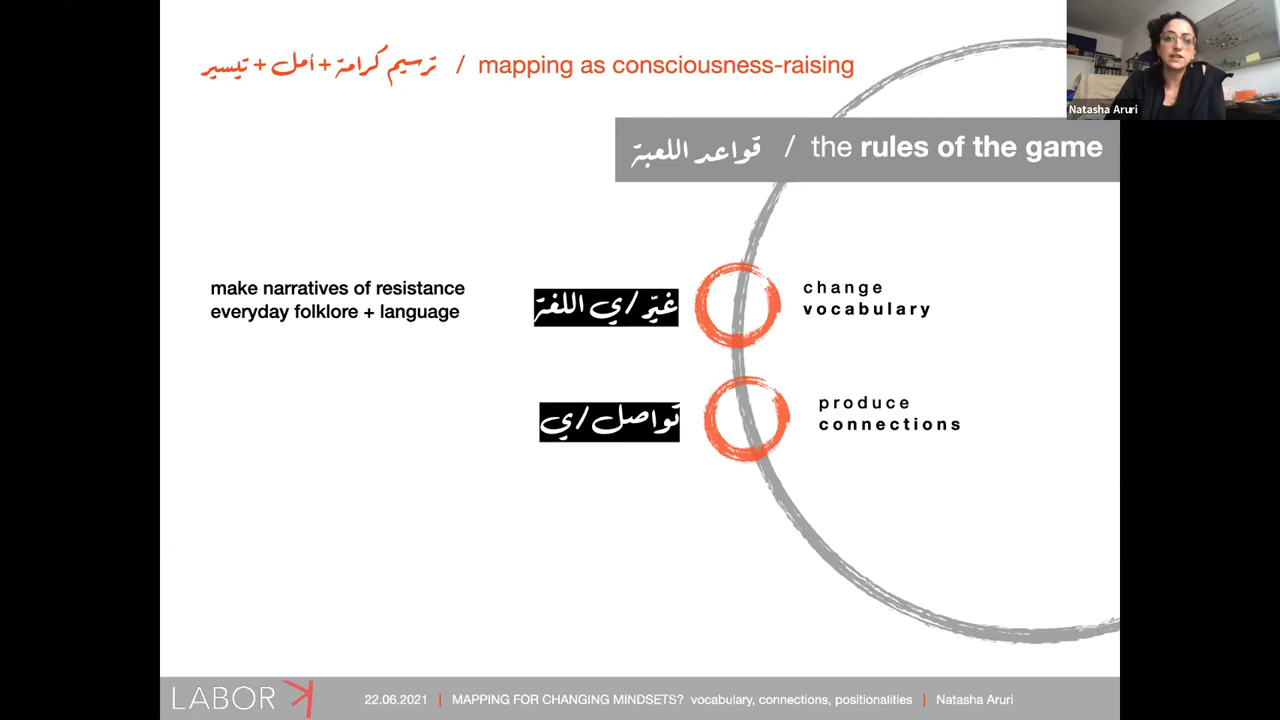 ترسيم كرامة + أمل + تيسير / mapping as consciousness-raising
Natasha Aruri
قواعد اللعبة / the rules of the game
make narratives of resistance
everyday folklore + language
غيّر/ي اللغة
change
vocabulary
تواصل/ي
produce
connections
LABOR K
22.06.2021 | MAPPING FOR CHANGING MINDSETS? vocabulary, connections, positionalities | Natasha Aruri